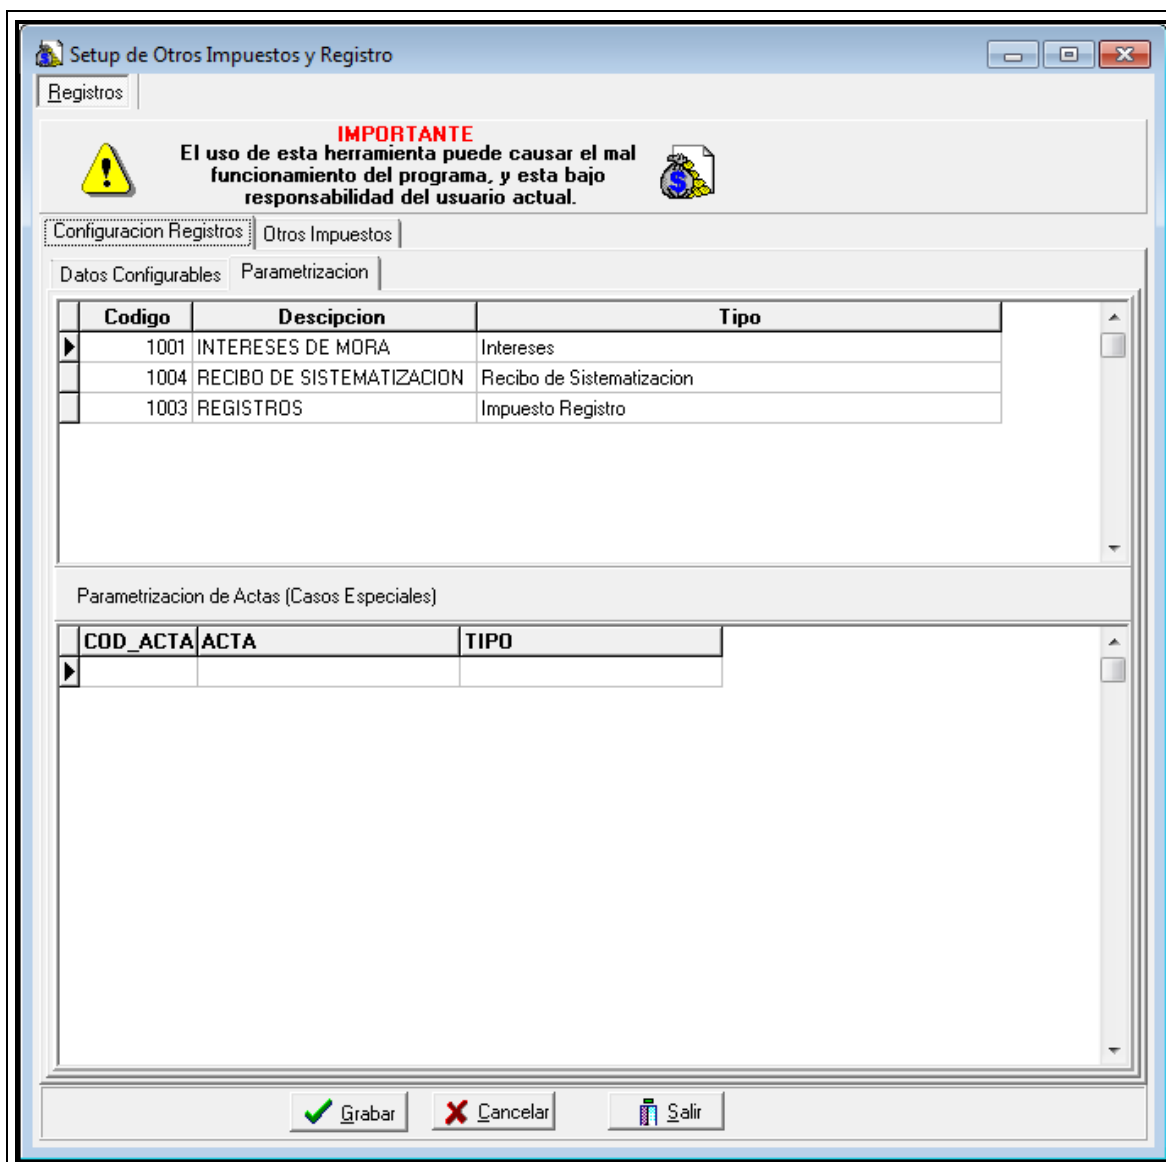 Setup de Otros Impuestos y Registro
Registros
IMPORTANTE
El uso de esta herramienta puede causar el mal
funcionamiento del programa, y esta bajo
responsabilidad del usuario actual.
Configuracion Registros Otros Impuestos
Datos Configurables Parametrizacion
Codigo Descipcion Tipo
1001 INTERESES DE MORA Intereses
1004 RECIBO DE SISTEMATIZACION Recibo de Sistematizacion
1003 REGISTROS Impuesto Registro
Parametrizacion de Actas (Casos Especiales)
COD_ACTA ACTA TIPO
Grabar Cancelar Salir